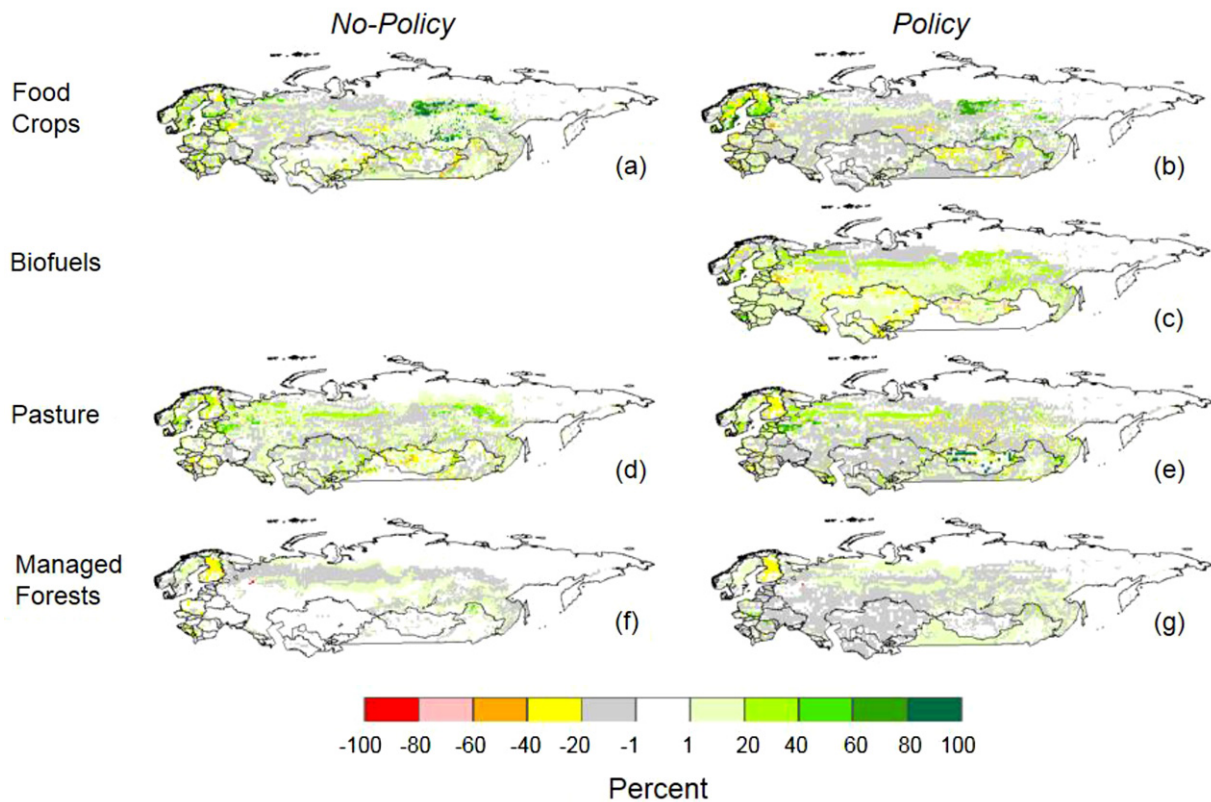 No-Policy Policy
Food
Crops
(a) (b)
Biofuels
(c)
Pasture
(d) (e)
Managed
Forests
(f) (g)
-100 -80 -60 -40 -20 -1 1 20 40 60 80 100
Percent